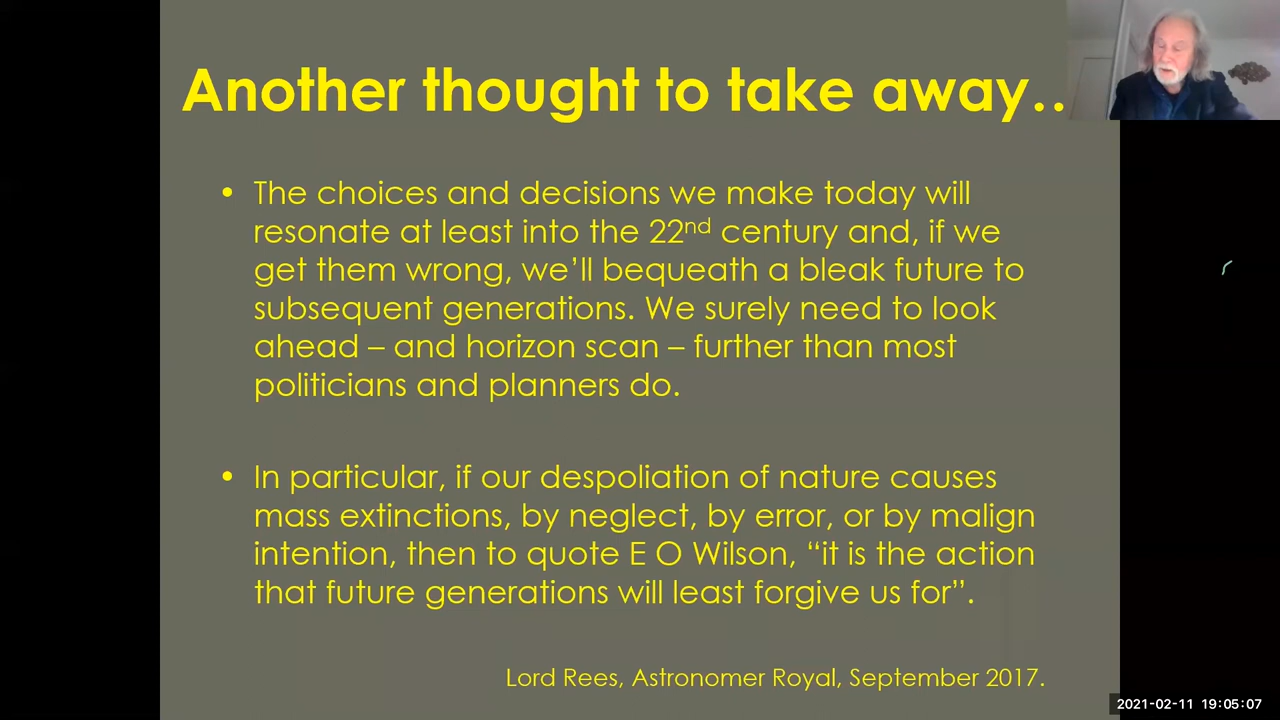 Another thought to take away..
• The choices and decisions we make today will
resonate at least into the 22nd century and, if we
get them wrong, we’ll bequeath a bleak future to
subsequent generations. We surely need to look
ahead – and horizon scan – further than most
politicians and planners do.
• In particular, if our despoliation of nature causes
mass extinctions, by neglect, by error, or by malign
intention, then to quote E O Wilson, “it is the action
that future generations will least forgive us for”.
Lord Rees, Astronomer Royal, September 2017.
2021-02-11 19:05:07